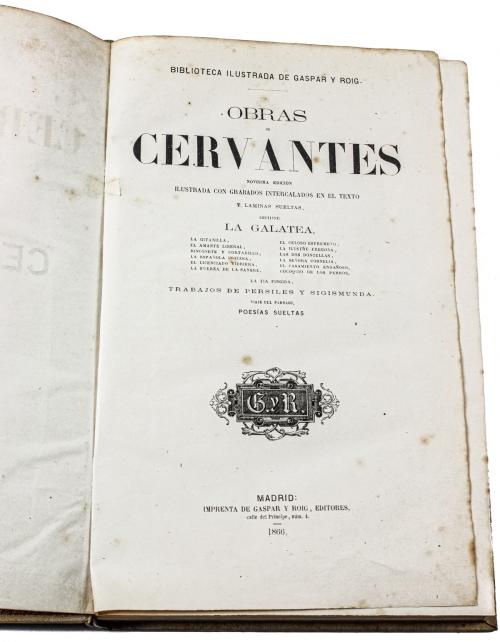 BIBLIOTECA ILUSTRADA DE GASPAR Y ROIG.
OBRAS
DE
CERVANTES
NOVISIMA EDICION
ILUSTRADA CON GRABADOS INTERCALADOS EN EL TEXTO
Y LAMINAS SUELTAS,
CONTIENE
LA GALATEA,
LA GITANILLA,
EL AMANTE LIBERAL,
RINCONETE Y CORTADILLO,
LA ESPAÑOLA INGLESA,
EL LICENCIADO VIDRIERA,
LA FUERZA DE LA SANGRE,
EL CELOSO ESTREMEÑO,
LA ILUSTRE FREGONA,
LAS DOS DONCELLAS,
LA SEÑORA CORNELIA,
EL CASAMIENTO ENGAÑOSO,
COLOQUIO DE LOS PERROS,
LA TIA FINGIDA,
TRABAJOS DE PERSILES Y SIGISMUNDA.
VIAJE DEL PARNASO,
POESÍAS SUELTAS
G.y R.
MADRID:
IMPRENTA DE GASPAR Y ROIG, EDITORES,
calle del Príncipe, núm. 4.
1866.